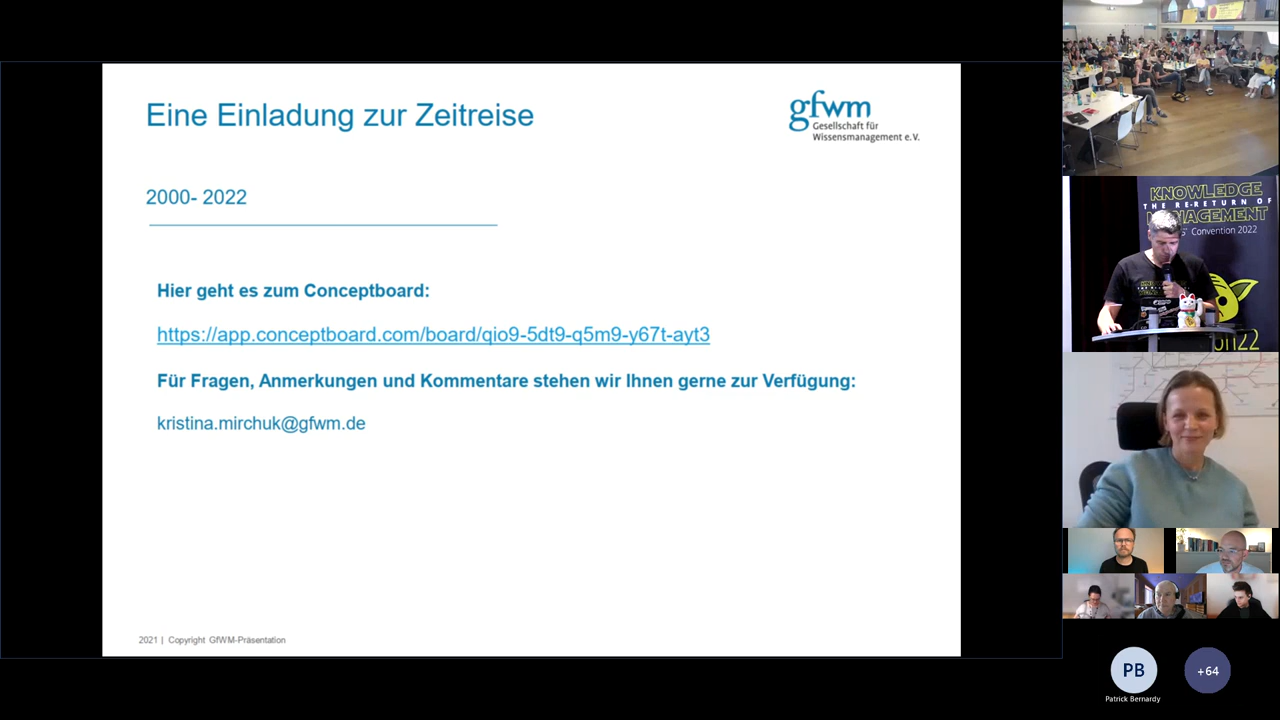 Eine Einladung zur Zeitreise
gfwm
Gesellschaft für
Wissensmanagement e.V.
2000- 2022
Hier geht es zum Conceptboard:
https://app.conceptboard.com/board/qio9-5dt9-q5m9-y67t-ayt3
Für Fragen, Anmerkungen und Kommentare stehen wir Ihnen gerne zur Verfügung:
kristina.mirchuk@gfwm.de
2021 | Copyright GfWM-Präsentation
KNOWLEDGE
THE RE-RETURN OF
MANAGEMENT
Convention 2022
PB
Patrick Bernardy
+64